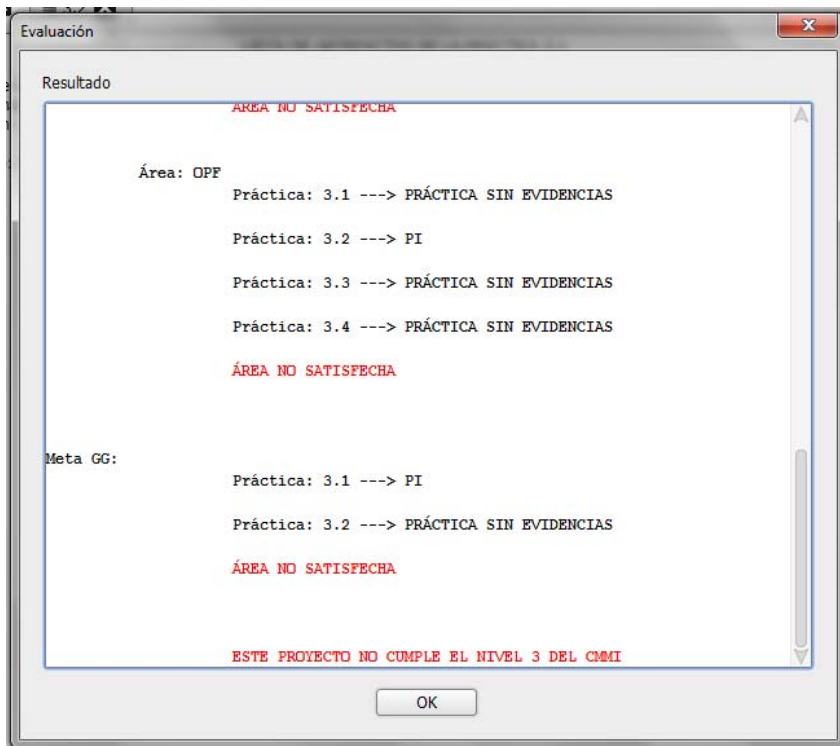 3.2
Evaluación
Resultado
ÁREA NO SATISFECHA
Área: OPF
Práctica: 3.1 ---> PRÁCTICA SIN EVIDENCIAS
Práctica: 3.2 ---> PI
Práctica: 3.3 ---> PRÁCTICA SIN EVIDENCIAS
Práctica: 3.4 ---> PRÁCTICA SIN EVIDENCIAS
ÁREA NO SATISFECHA
Meta GG:
Práctica: 3.1 ---> PI
Práctica: 3.2 ---> PRÁCTICA SIN EVIDENCIAS
ÁREA NO SATISFECHA
ESTE PROYECTO NO CUMPLE EL NIVEL 3 DEL CMMI
OK